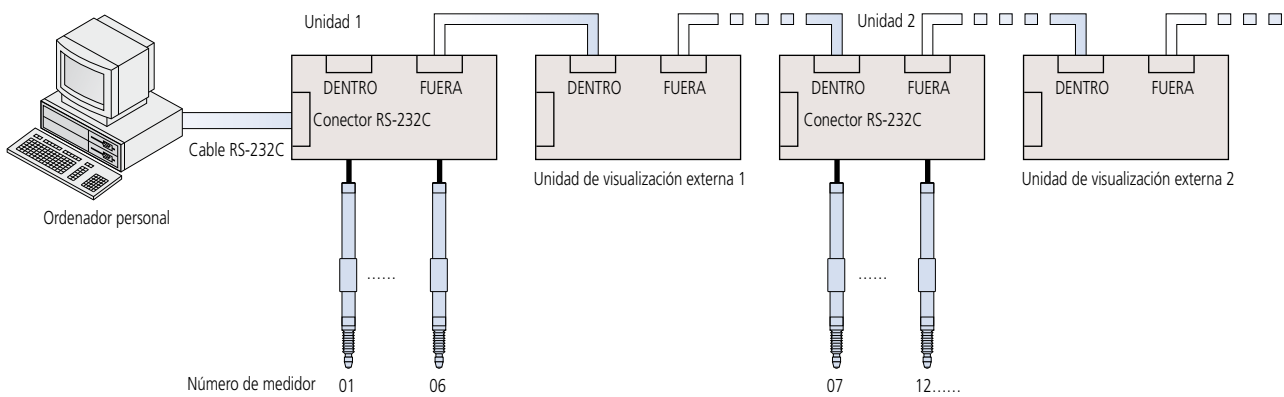 Unidad 1
Unidad 2
DENTRO FUERA
DENTRO FUERA
DENTRO FUERA
DENTRO FUERA
Conector RS-232C
Conector RS-232C
Cable RS-232C
Unidad de visualización externa 1
Unidad de visualización externa 2
Ordenador personal
......
......
Número de medidor 01 06 07 12......